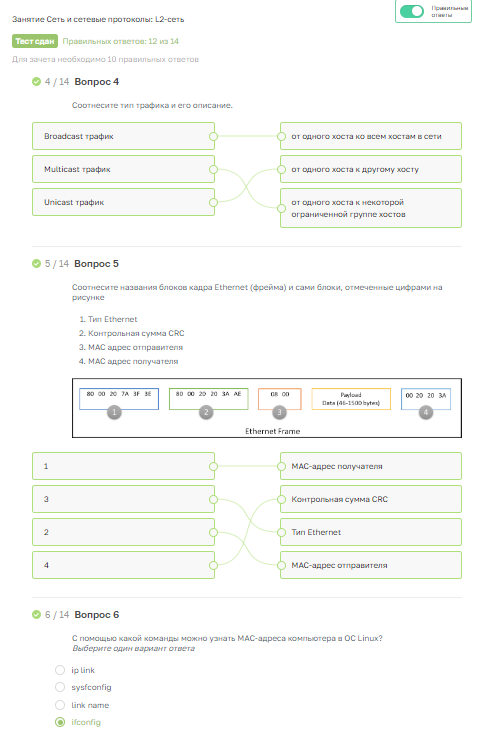 Правильные
ответы
Занятие Сеть и сетевые протоколы: L2-сеть
Тест сдан Правильных ответов: 12 из 14
Для зачета необходимо 10 правильных ответов
4 / 14 Вопрос 4
Соотнесите тип трафика и его описание.
Broadcast трафик
от одного хоста ко всем хостам в сети
Multicast трафик
от одного хоста к другому хосту
Unicast трафик
от одного хоста к некоторой
ограниченной группе хостов
5 / 14 Вопрос 5
Соотнесите названия блоков кадра Ethernet (фрейма) и сами блоки, отмеченные цифрами на
рисунке
1. Тип Ethernet
2. Контрольная сумма CRC
3. MAC адрес отправителя
4. MAC адрес получателя
80 00 20 7A 3F 3E
80 00 20 20 3A AE
08 00
Payload
Data (46-1500 bytes)
00 20 20 3A
1
2
3
4
Ethernet Frame
1
MAC-адрес получателя
3
Контрольная сумма CRC
2
Тип Ethernet
4
MAC-адрес отправителя
6 / 14 Вопрос 6
С помощью какой команды можно узнать MAC-адреса компьютера в ОС Linux?
Выберите один вариант ответа
ip link
sysfconfig
link name
ifconfig